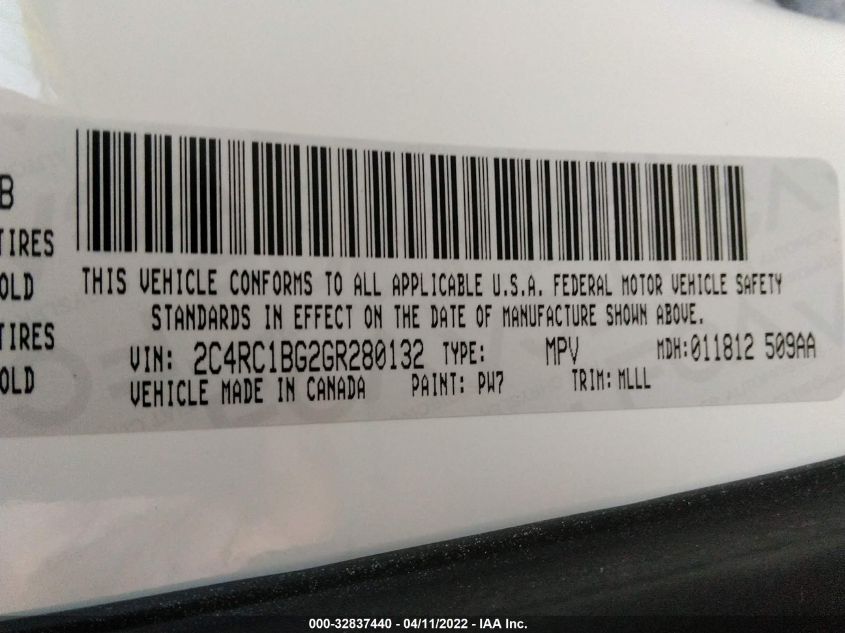 B
TIRES
OLD
TIRES
OLD
THIS VEHICLE CONFORMS TO ALL APPLICABLE U.S.A. FEDERAL MOTOR VEHICLE SAFETY
STANDARDS IN EFFECT ON THE DATE OF MANUFACTURE SHOWN ABOVE.
VIN: 2C4RC1BG2GR280132 TYPE: MPV MDH:011812 509AA
VEHICLE MADE IN CANADA PAINT: PW7 TRIM: MLLL
000-32837440 - 04/11/2022 - IAA Inc.